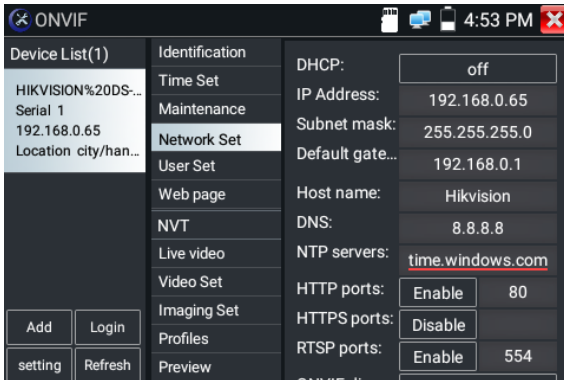 ONVIF
4:53 PM
Device List(1)
HIKVISION%20DS-...
Serial 1
192.168.0.65
Location city/han...
Add
Login
setting
Refresh
Identification
Time Set
Maintenance
Network Set
User Set
Web page
NVT
Live video
Video Set
Imaging Set
Profiles
Preview
DHCP: off
IP Address: 192.168.0.65
Subnet mask: 255.255.255.0
Default gate... 192.168.0.1
Host name: Hikvision
DNS: 8.8.8.8
NTP servers: time.windows.com
HTTP ports: Enable 80
HTTPS ports: Disable
RTSP ports: Enable 554